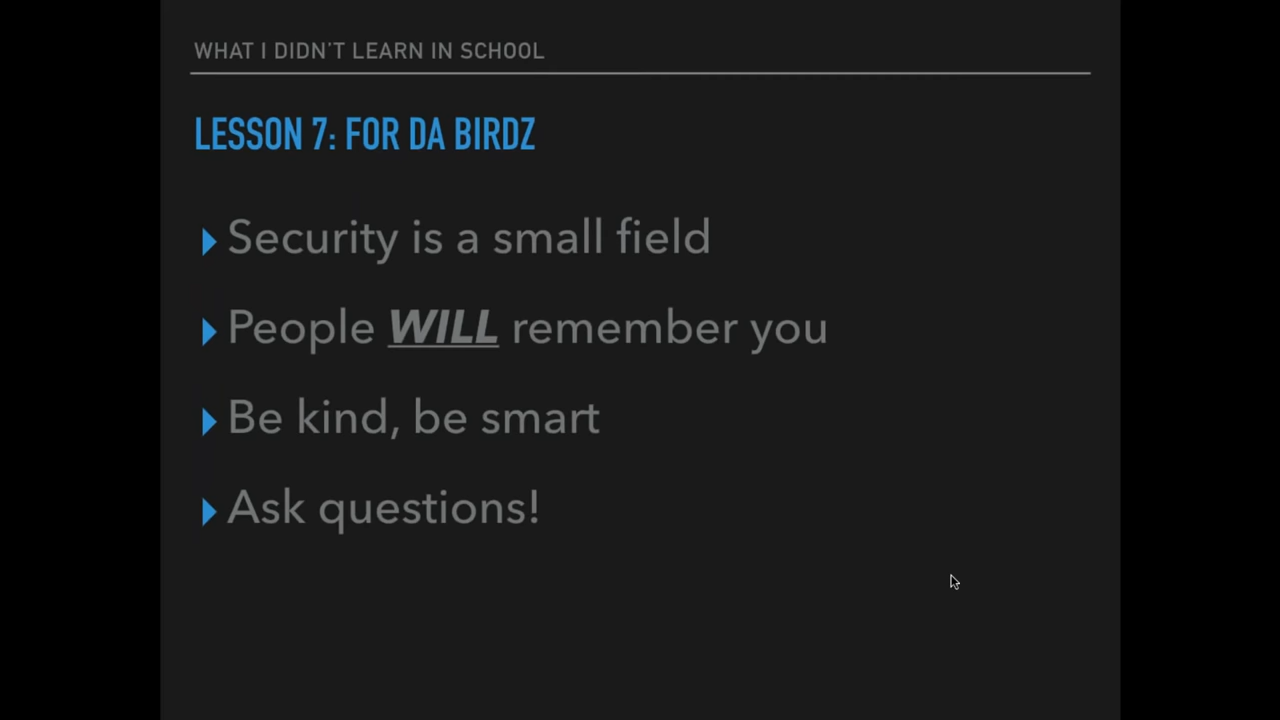 WHAT I DIDN'T LEARN IN SCHOOL
LESSON 7: FOR DA BIRDZ
Security is a small field
People WILL remember you
Be kind, be smart
Ask questions!